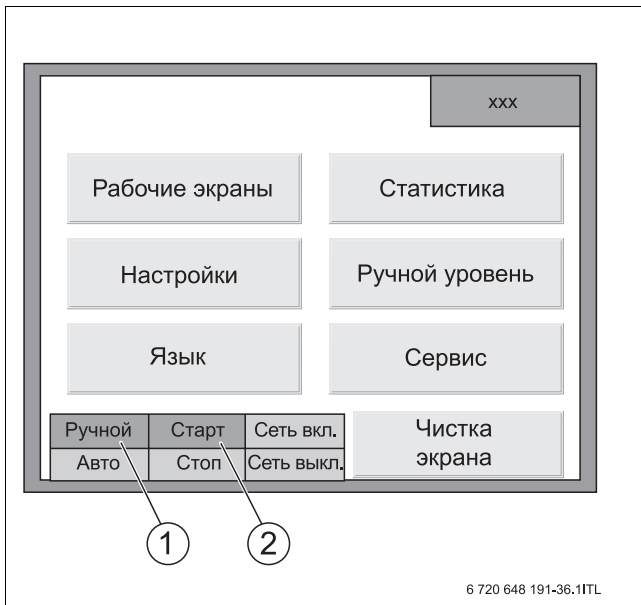 xxx
Рабочие экраны
Статистика
Настройки
Ручной уровень
Язык
Сервис
Ручной Старт Сеть вкл.
Авто Стоп Сеть выкл.
Чистка
экрана
1 2
6 720 648 191-36.1ITL